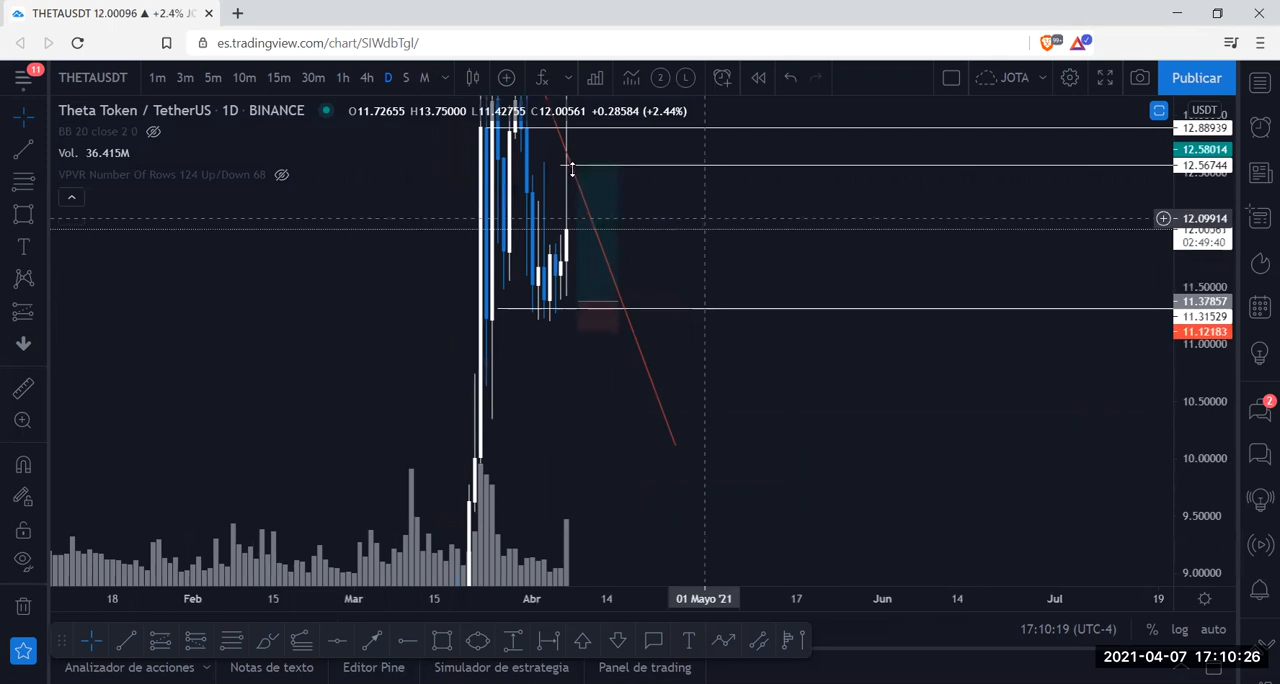 THETAUSDT 12.00096 ▲ +2.4% JO
es.tradingview.com/chart/SIWdbTgl/
99+
11
THETAUSDT 1m 3m 5m 10m 15m 30m 1h 4h D S M 2 L JOTA Publicar
Theta Token / TetherUS · 1D · BINANCE O11.72655 H13.75000 L11.42755 C12.00561 +0.28584 (+2.44%)
USDT
BB 20 close 2 0
Vol. 36.415M
VPVR Number Of Rows 124 Up/Down 68
12.88939
12.58014
12.56744
12.50000
12.09914
12.00561
02:49:40
11.50000
11.37857
11.31529
11.12183
11.00000
10.50000
2
10.00000
9.50000
9.00000
18 Feb 15 Mar 15 Abr 14 01 Mayo '21 17 Jun 14 Jul 19
17:10:19 (UTC-4) % log auto
Analizador de acciones Notas de texto Editor Pine Simulador de estrategia Panel de trading
2021-04-07 17:10:26